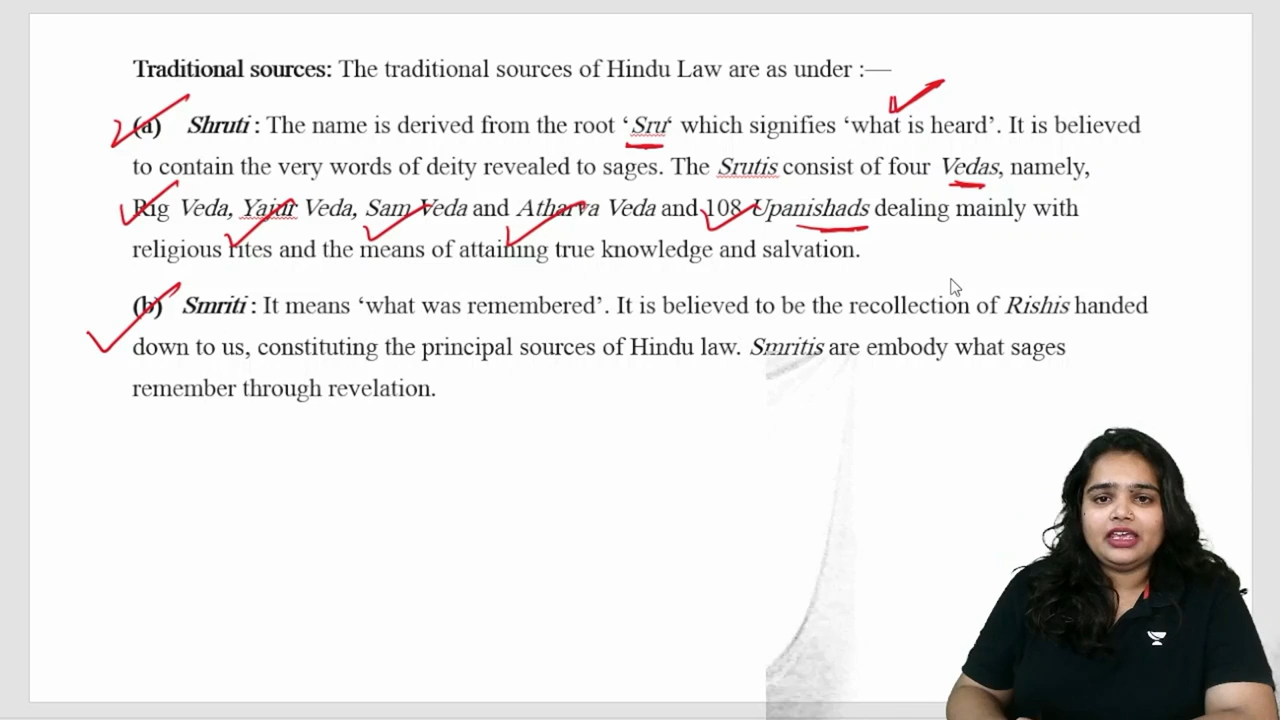 Traditional sources: The traditional sources of Hindu Law are as under :—
(a) Shruti : The name is derived from the root ‘Sru‘ which signifies ‘what is heard’. It is believed
to contain the very words of deity revealed to sages. The Srutis consist of four Vedas, namely,
Rig Veda, Yajur Veda, Sam Veda and Atharva Veda and 108 Upanishads dealing mainly with
religious rites and the means of attaining true knowledge and salvation.
(b) Smriti : It means ‘what was remembered’. It is believed to be the recollection of Rishis handed
down to us, constituting the principal sources of Hindu law. Smritis are embody what sages
remember through revelation.